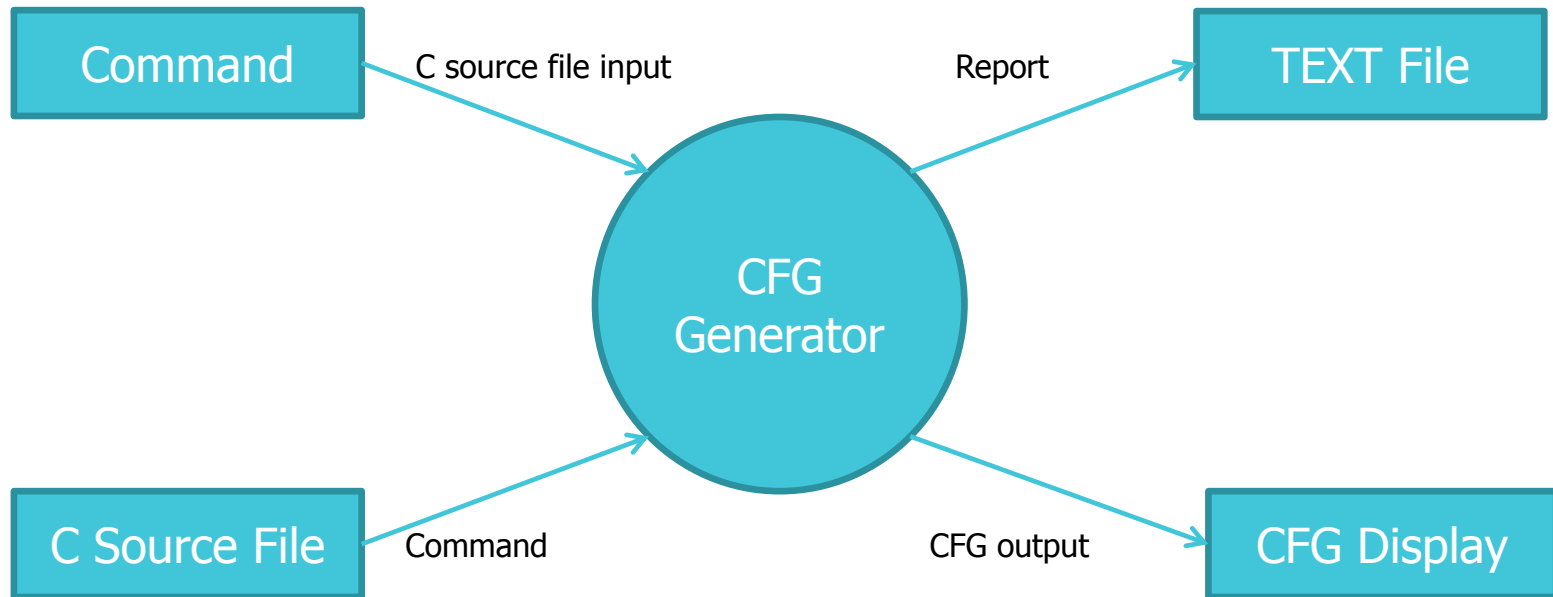 Command
C source file input
Report
TEXT File
CFG
Generator
C Source File
Command
CFG output
CFG Display